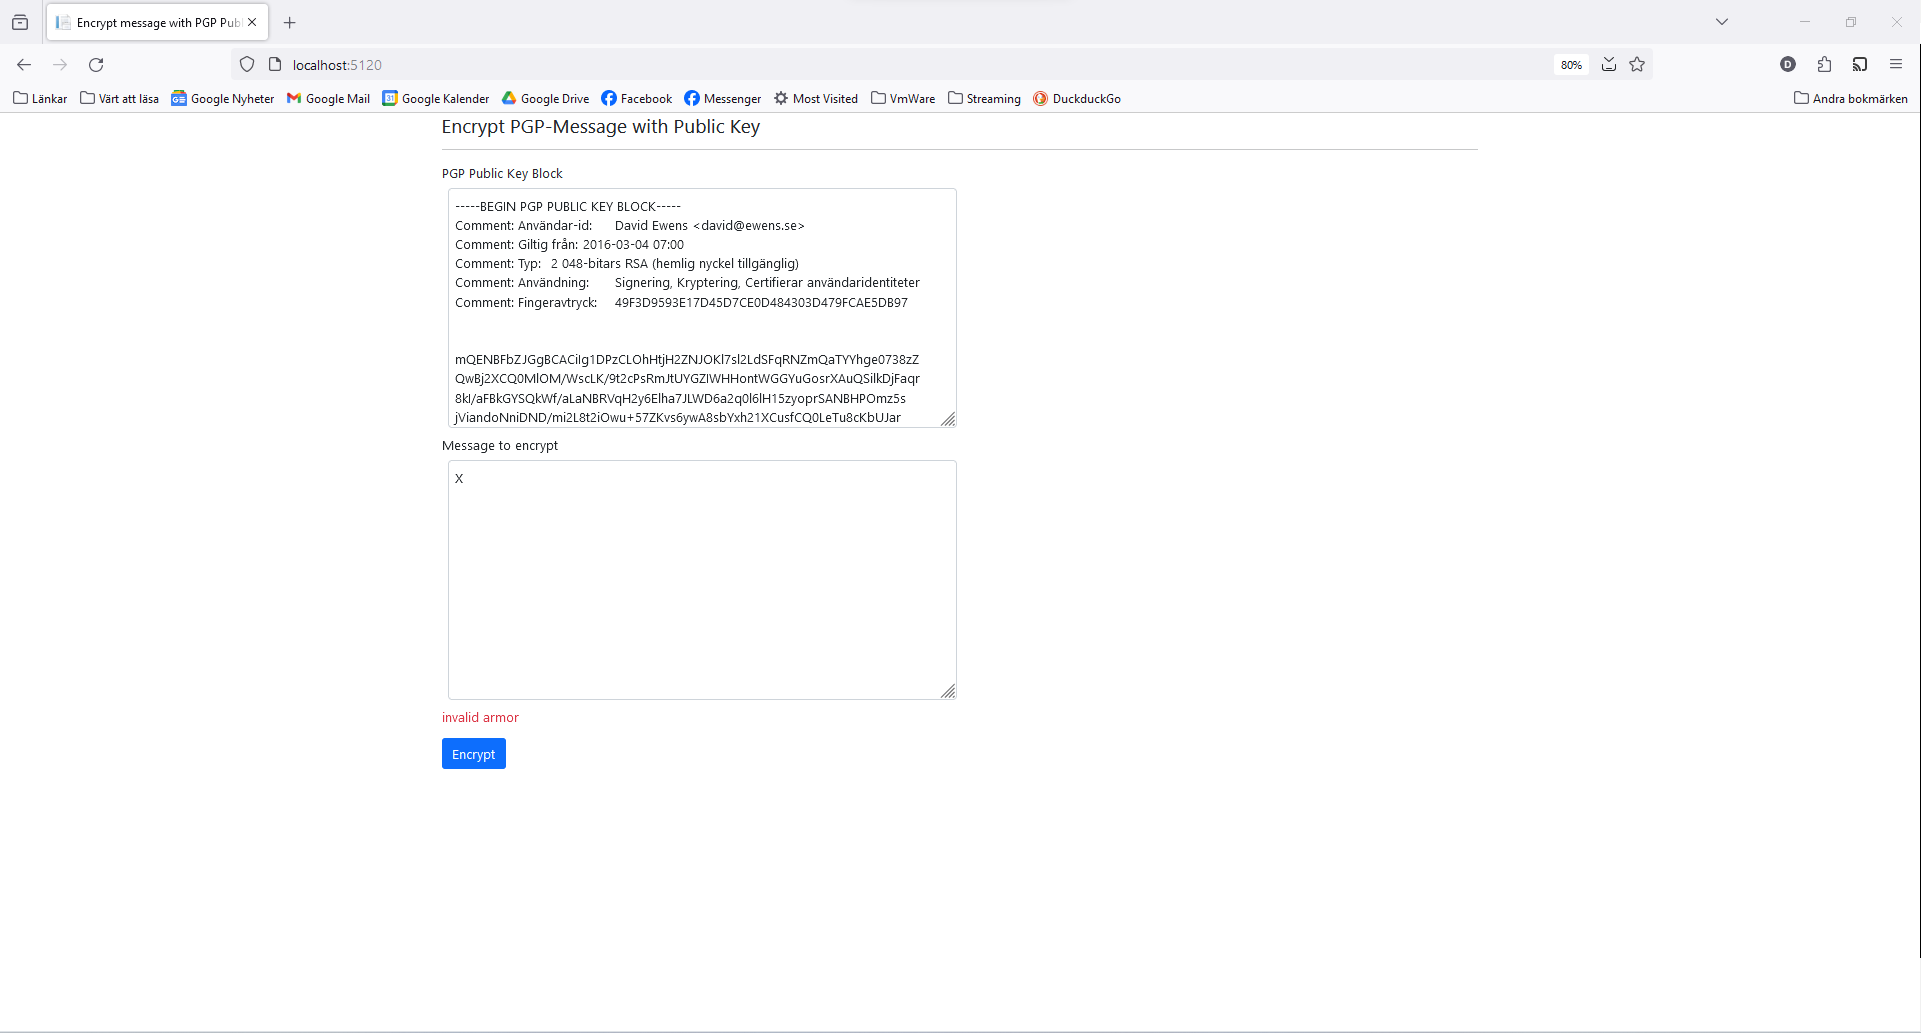 Encrypt message with PGP Pub
localhost:5120
80%
Länkar
Värt att läsa
Google Nyheter
Google Mail
Google Kalender
Google Drive
Facebook
Messenger
Most Visited
VmWare
Streaming
DuckduckGo
Andra bokmärken
Encrypt PGP-Message with Public Key
PGP Public Key Block
-----BEGIN PGP PUBLIC KEY BLOCK-----
Comment: Användar-id: David Ewens <david@ewens.se>
Comment: Giltig från: 2016-03-04 07:00
Comment: Typ: 2 048-bitars RSA (hemlig nyckel tillgänglig)
Comment: Användning: Signering, Kryptering, Certifierar användaridentiteter
Comment: Fingeravtryck: 49F3D9593E17D45D7CE0D484303D479FCAE5DB97
mQENBFbZJGgBCACiIg1DPzCLOhHtjH2ZNJOKl7sl2LdSFqRNZmQaTYYhge0738zZ
QwBj2XCQ0MlOM/WscLK/9t2cPsRmJtUYGZIWHHontWGGYuGosrXAuQSilkDjFaqr
8kI/aFBkGYSQkWf/aLaNBRVqH2y6Elha7JLWD6a2q0l6lH15zyoprSANBHPOmz5s
jViandoNniDND/mi2L8t2iOwu+57ZKvs6ywA8sbYxh21XCusfCQ0LeTu8cKbUJar
Message to encrypt
X
invalid armor
Encrypt